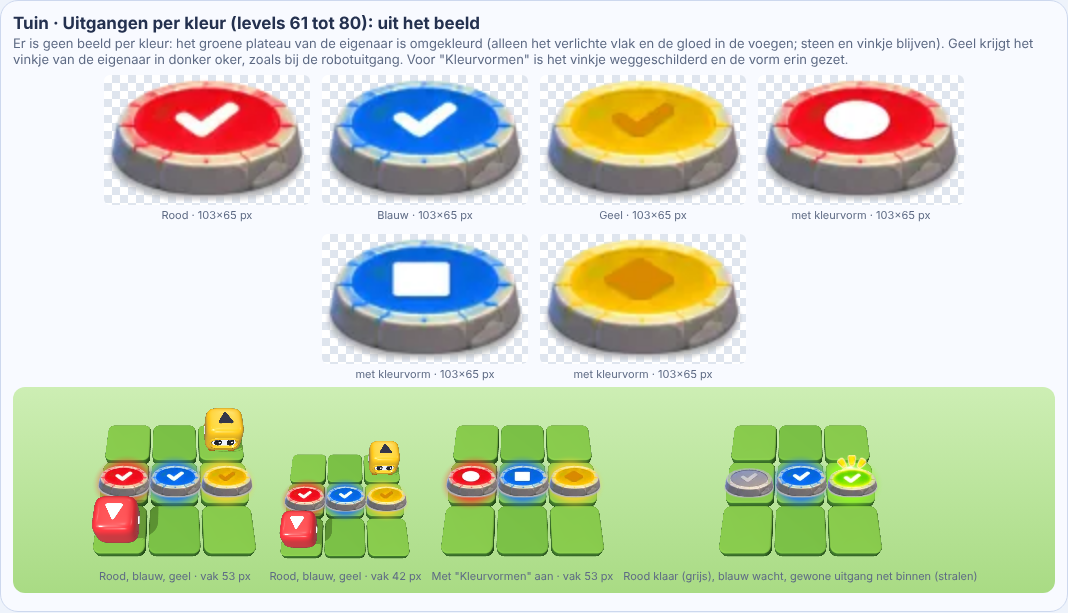 Tuin · Uitgangen per kleur (levels 61 tot 80): uit het beeld
Er is geen beeld per kleur: het groene plateau van de eigenaar is omgekleurd (alleen het verlichte vlak en de gloed in de voegen; steen en vinkje blijven). Geel krijgt het
vinkje van de eigenaar in donker oker, zoals bij de robotuitgang. Voor "Kleurvormen" is het vinkje weggeschilderd en de vorm erin gezet.
Rood · 103×65 px
Blauw · 103×65 px
Geel · 103×65 px
met kleurvorm · 103×65 px
met kleurvorm · 103×65 px
met kleurvorm · 103×65 px
Rood, blauw, geel · vak 53 px
Rood, blauw, geel · vak 42 px
Met "Kleurvormen" aan · vak 53 px
Rood klaar (grijs), blauw wacht, gewone uitgang net binnen (stralen)